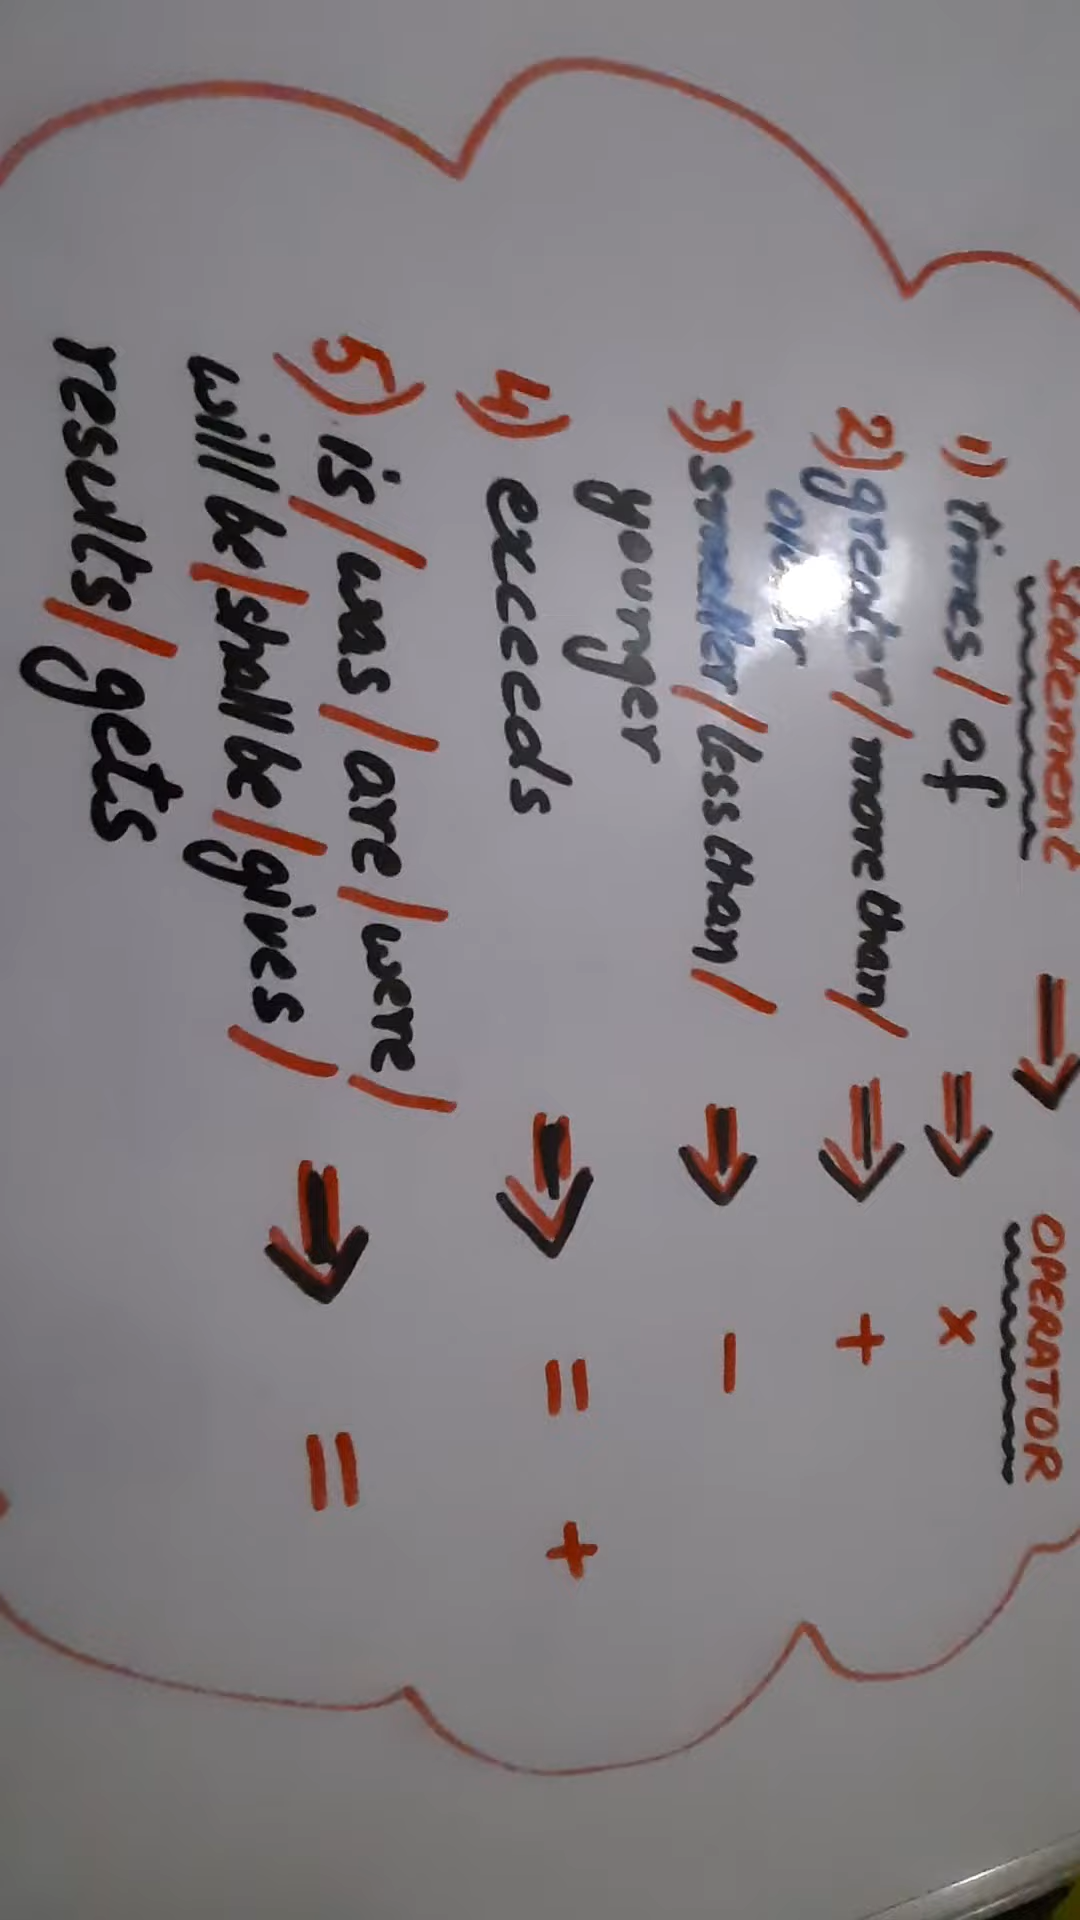 Statement ⇒ OPERATOR
1) times/of ⇒ ×
2) greater/more than/ ⇒ +
older
3) smaller/less than/ ⇒ -
younger
4) exceeds ⇒ = +
5) is/was/are/were/
will be/shall be/gives/ ⇒ =
results/gets